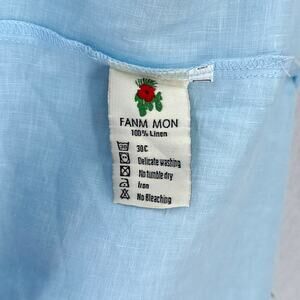 FANM MON
100% Linen
30C
Delicate washing
No tumble dry
Iron
No Bleaching